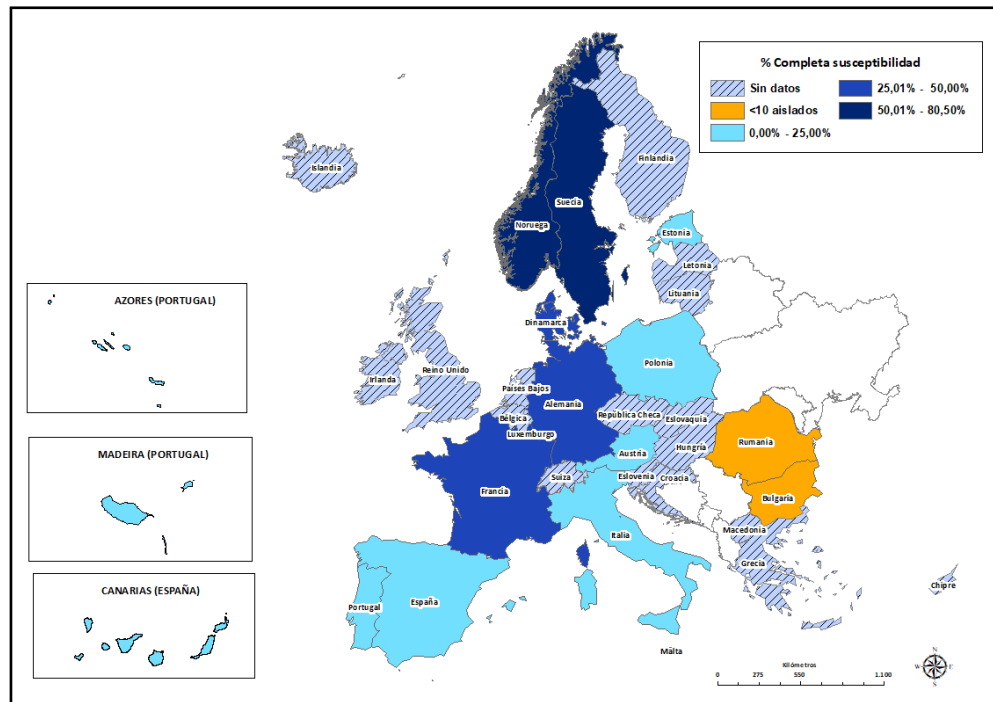 % Completa susceptibilidad
Sin datos
25,01% - 50,00%
<10 aislados
50,01% - 80,50%
0,00% - 25,00%
Islandia
Finlandia
Suecia
Noruega
Estonia
Letonia
Lituania
Dinamarca
AZORES (PORTUGAL)
Irlanda
Reino Unido
Países Bajos
Polonia
Alemania
Bélgica
República Checa
Eslovaquia
Luxemburgo
Hungría
Rumanía
Austria
MADEIRA (PORTUGAL)
Suiza
Eslovenia
Croacia
Francia
Bulgaria
Macedonia
Italia
Grecia
CANARIAS (ESPAÑA)
Chipre
Portugal
España
Malta
Kilómetros
0 275 550 1.100
N
W E
S